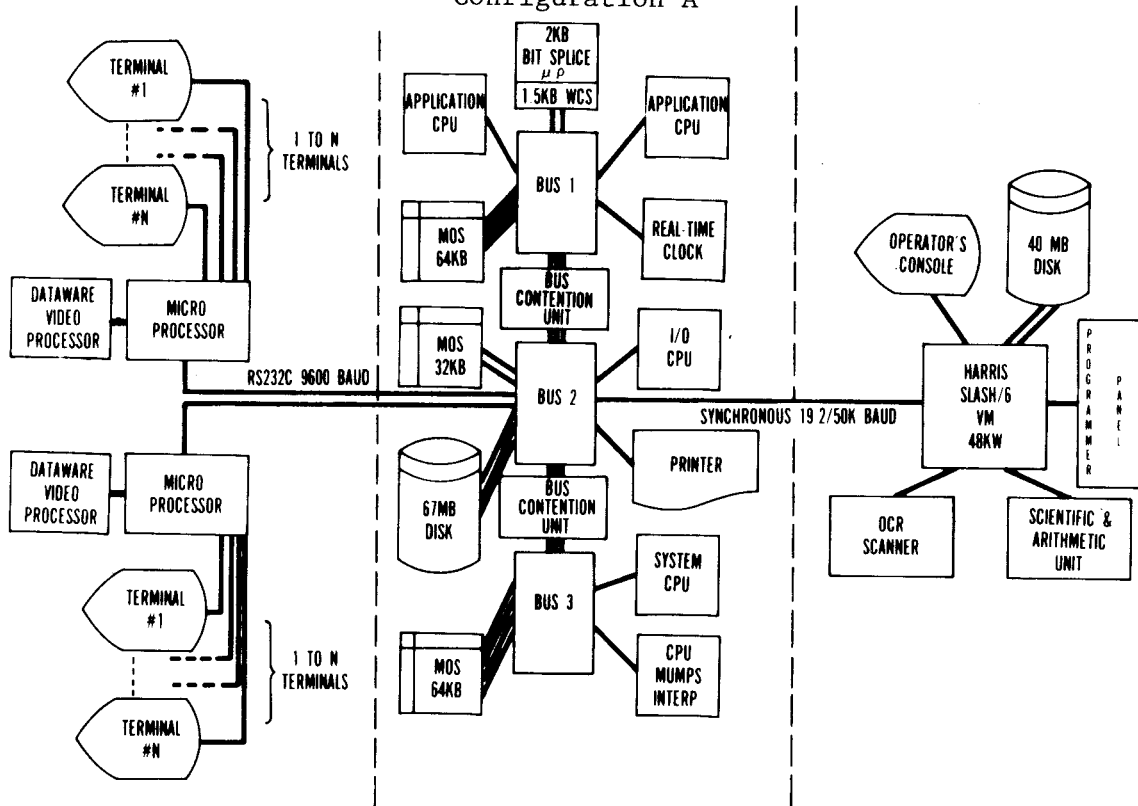 Configuration A
TERMINAL
#1
1 TO N
TERMINALS
TERMINAL
#N
DATAWARE
VIDEO
PROCESSOR
MICRO
PROCESSOR
RS232C 9600 BAUD
DATAWARE
VIDEO
PROCESSOR
MICRO
PROCESSOR
TERMINAL
#1
1 TO N
TERMINALS
TERMINAL
#N
2KB
BIT SPLICE
μρ
1.5KB WCS
APPLICATION
CPU
APPLICATION
CPU
BUS 1
MOS
64KB
REAL-TIME
CLOCK
BUS
CONTENTION
UNIT
MOS
32KB
I/O
CPU
BUS 2
SYNCHRONOUS 19 2/50K BAUD
67MB
DISK
PRINTER
BUS
CONTENTION
UNIT
BUS 3
SYSTEM
CPU
MOS
64KB
CPU
MUMPS
INTERP
OPERATOR'S
CONSOLE
40 MB
DISK
HARRIS
SLASH/6
VM
48KW
PROGRAMMER
PANEL
OCR
SCANNER
SCIENTIFIC &
ARITHMETIC
UNIT